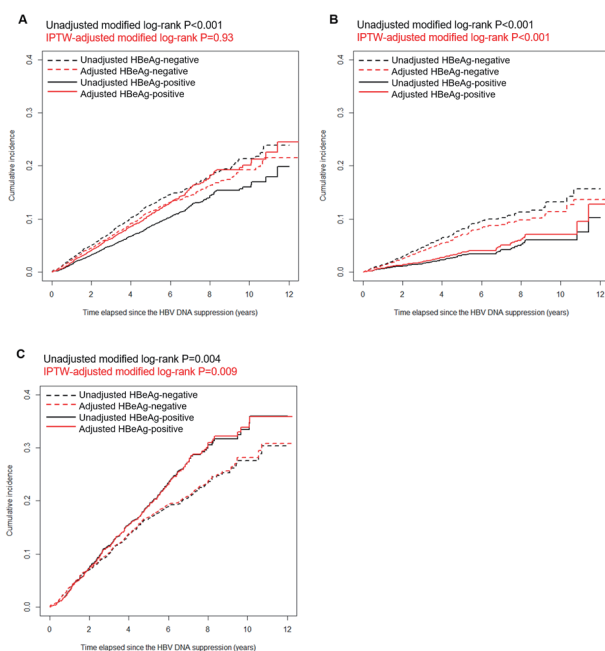 A
Unadjusted modified log-rank P<0.001
IPTW-adjusted modified log-rank P=0.93
Unadjusted HBeAg-negative
Adjusted HBeAg-negative
Unadjusted HBeAg-positive
Adjusted HBeAg-positive
Cumulative incidence
0.4
0.3
0.2
0.1
0.0
0 2 4 6 8 10 12
Time elapsed since the HBV DNA suppression (years)
B
Unadjusted modified log-rank P<0.001
IPTW-adjusted modified log-rank P<0.001
Unadjusted HBeAg-negative
Adjusted HBeAg-negative
Unadjusted HBeAg-positive
Adjusted HBeAg-positive
Cumulative incidence
0.4
0.3
0.2
0.1
0.0
0 2 4 6 8 10 12
Time elapsed since the HBV DNA suppression (years)
C
Unadjusted modified log-rank P=0.004
IPTW-adjusted modified log-rank P=0.009
Unadjusted HBeAg-negative
Adjusted HBeAg-negative
Unadjusted HBeAg-positive
Adjusted HBeAg-positive
Cumulative incidence
0.4
0.3
0.2
0.1
0.0
0 2 4 6 8 10 12
Time elapsed since the HBV DNA suppression (years)